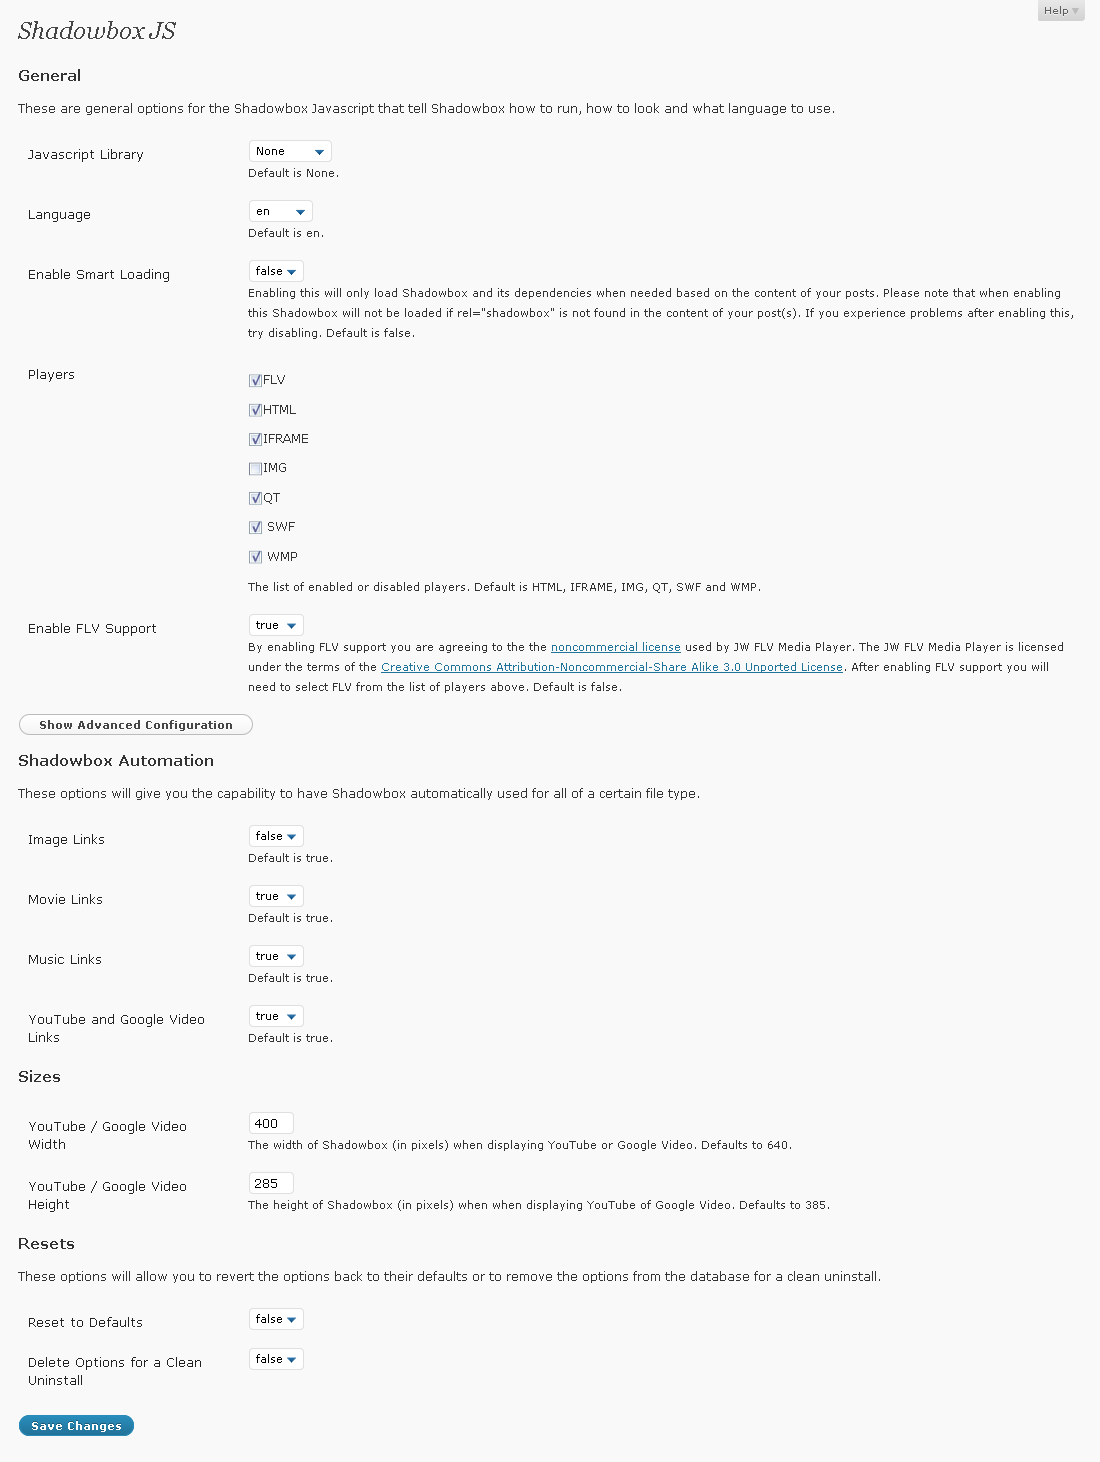 Help
Shadowbox JS
General
These are general options for the Shadowbox Javascript that tell Shadowbox how to run, how to look and what language to use.
Javascript Library
None
Default is None.
Language
en
Default is en.
Enable Smart Loading
false
Enabling this will only load Shadowbox and its dependencies when needed based on the content of your posts. Please note that when enabling
this Shadowbox will not be loaded if rel="shadowbox" is not found in the content of your post(s). If you experience problems after enabling this,
try disabling. Default is false.
Players
FLV
HTML
IFRAME
IMG
QT
SWF
WMP
The list of enabled or disabled players. Default is HTML, IFRAME, IMG, QT, SWF and WMP.
Enable FLV Support
true
By enabling FLV support you are agreeing to the the noncommercial license used by JW FLV Media Player. The JW FLV Media Player is licensed
under the terms of the Creative Commons Attribution-Noncommercial-Share Alike 3.0 Unported License. After enabling FLV support you will
need to select FLV from the list of players above. Default is false.
Show Advanced Configuration
Shadowbox Automation
These options will give you the capability to have Shadowbox automatically used for all of a certain file type.
Image Links
false
Default is true.
Movie Links
true
Default is true.
Music Links
true
Default is true.
YouTube and Google Video
Links
true
Default is true.
Sizes
YouTube / Google Video
Width
400
The width of Shadowbox (in pixels) when displaying YouTube or Google Video. Defaults to 640.
YouTube / Google Video
Height
285
The height of Shadowbox (in pixels) when when displaying YouTube of Google Video. Defaults to 385.
Resets
These options will allow you to revert the options back to their defaults or to remove the options from the database for a clean uninstall.
Reset to Defaults
false
Delete Options for a Clean
Uninstall
false
Save Changes